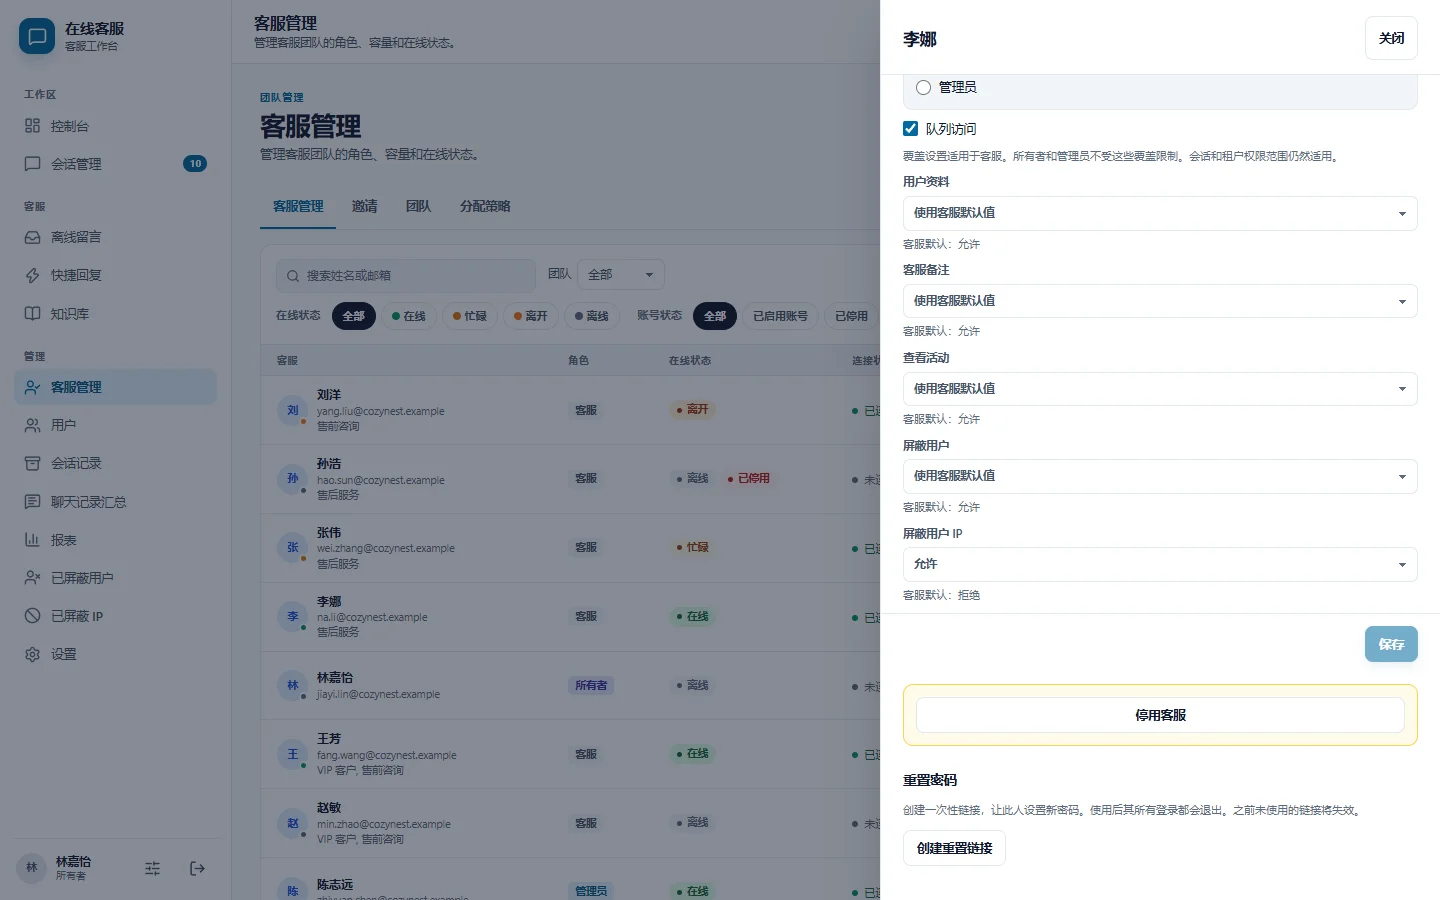 在线客服
客服工作台
工作区
控制台
会话管理 10
客服
离线留言
快捷回复
知识库
管理
客服管理
用户
会话记录
聊天记录汇总
报表
已屏蔽用户
已屏蔽 IP
设置
林 林嘉怡
所有者
客服管理
管理客服团队的角色、容量和在线状态。
团队管理
客服管理
管理客服团队的角色、容量和在线状态。
客服管理 邀请 团队 分配策略
搜索姓名或邮箱 团队 全部
在线状态 全部 在线 忙碌 离开 离线 账号状态 全部 已启用账号 已停用
客服 角色 在线状态 连接
刘 刘洋 客服 离开
yang.liu@cozynest.example
售前咨询
孙 孙浩 客服 离线 已停用 未
hao.sun@cozynest.example
售后服务
张 张伟 客服 忙碌
wei.zhang@cozynest.example
售后服务
李 李娜 客服 在线
na.li@cozynest.example
售后服务
林 林嘉怡 所有者 离线 未
jiayi.lin@cozynest.example
王 王芳 客服 在线
fang.wang@cozynest.example
VIP 客户, 售前咨询
赵 赵敏 客服 离线 未
min.zhao@cozynest.example
VIP 客户, 售前咨询
陈 陈志远 管理员 在线
李娜
关闭
管理员
队列访问
覆盖设置适用于客服。所有者和管理员不受这些覆盖限制。会话和租户权限范围仍然适用。
用户资料
使用客服默认值
客服默认：允许
客服备注
使用客服默认值
客服默认：允许
查看活动
使用客服默认值
客服默认：允许
屏蔽用户
使用客服默认值
客服默认：允许
屏蔽用户 IP
允许
客服默认：拒绝
保存
停用客服
重置密码
创建一次性链接，让此人设置新密码。使用后其所有登录都会退出。之前未使用的链接将失效。
创建重置链接